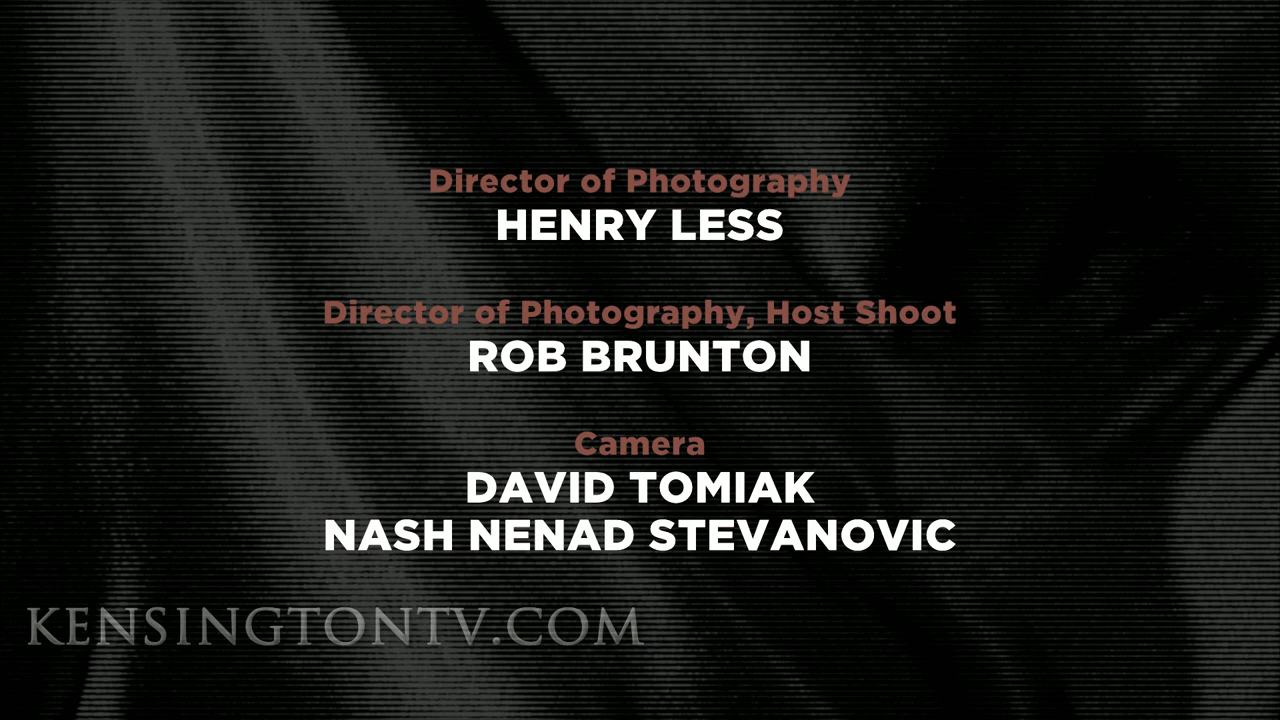 Director of Photography
HENRY LESS
Director of Photography, Host Shoot
ROB BRUNTON
Camera
DAVID TOMIAK
NASH NENAD STEVANOVIC
KENSINGTONTV.COM